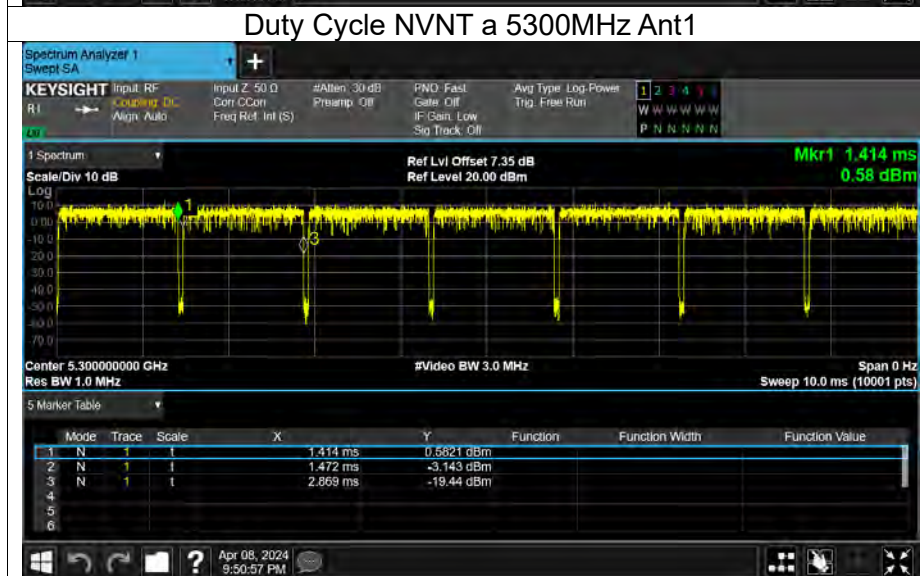 Duty Cycle NVNT a 5300MHz Ant1
Spectrum Analyzer 1
Swept SA
+
KEYSIGHT Input: RF Input Z: 50 Ω #Atten: 30 dB PNO: Fast Avg Type: Log-Power 1 2 3 4 5 6
Coupling: DC Corr CCorr Preamp: Off Gate: Off Trig: Free Run W W W W W W
Align: Auto Freq Ref: Int (S) IF Gain: Low
Sig Track: Off P N N N N N
1 Spectrum
Ref Lvl Offset 7.35 dB Mkr1 1.414 ms
Scale/Div 10 dB Ref Level 20.00 dBm 0.58 dBm
Log
10.0
0.00
-10.0
-20.0
-30.0
-40.0
-50.0
-60.0
-70.0
1
3
Center 5.300000000 GHz #Video BW 3.0 MHz Span 0 Hz
Res BW 1.0 MHz Sweep 10.0 ms (10001 pts)
5 Marker Table
Mode Trace Scale X Y Function Function Width Function Value
1 N 1 t 1.414 ms 0.5821 dBm
2 N 1 t 1.472 ms -3.143 dBm
3 N 1 t 2.869 ms -19.44 dBm
4
5
6
? Apr 08, 2024
9:50:57 PM